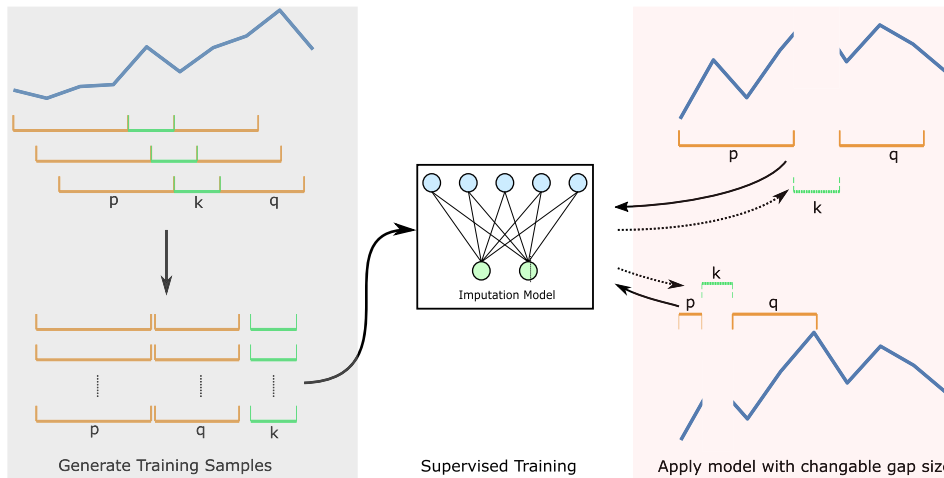 p k q
p q k
Generate Training Samples
Imputation Model
Supervised Training
p q
k
k
p q
Apply model with changable gap size